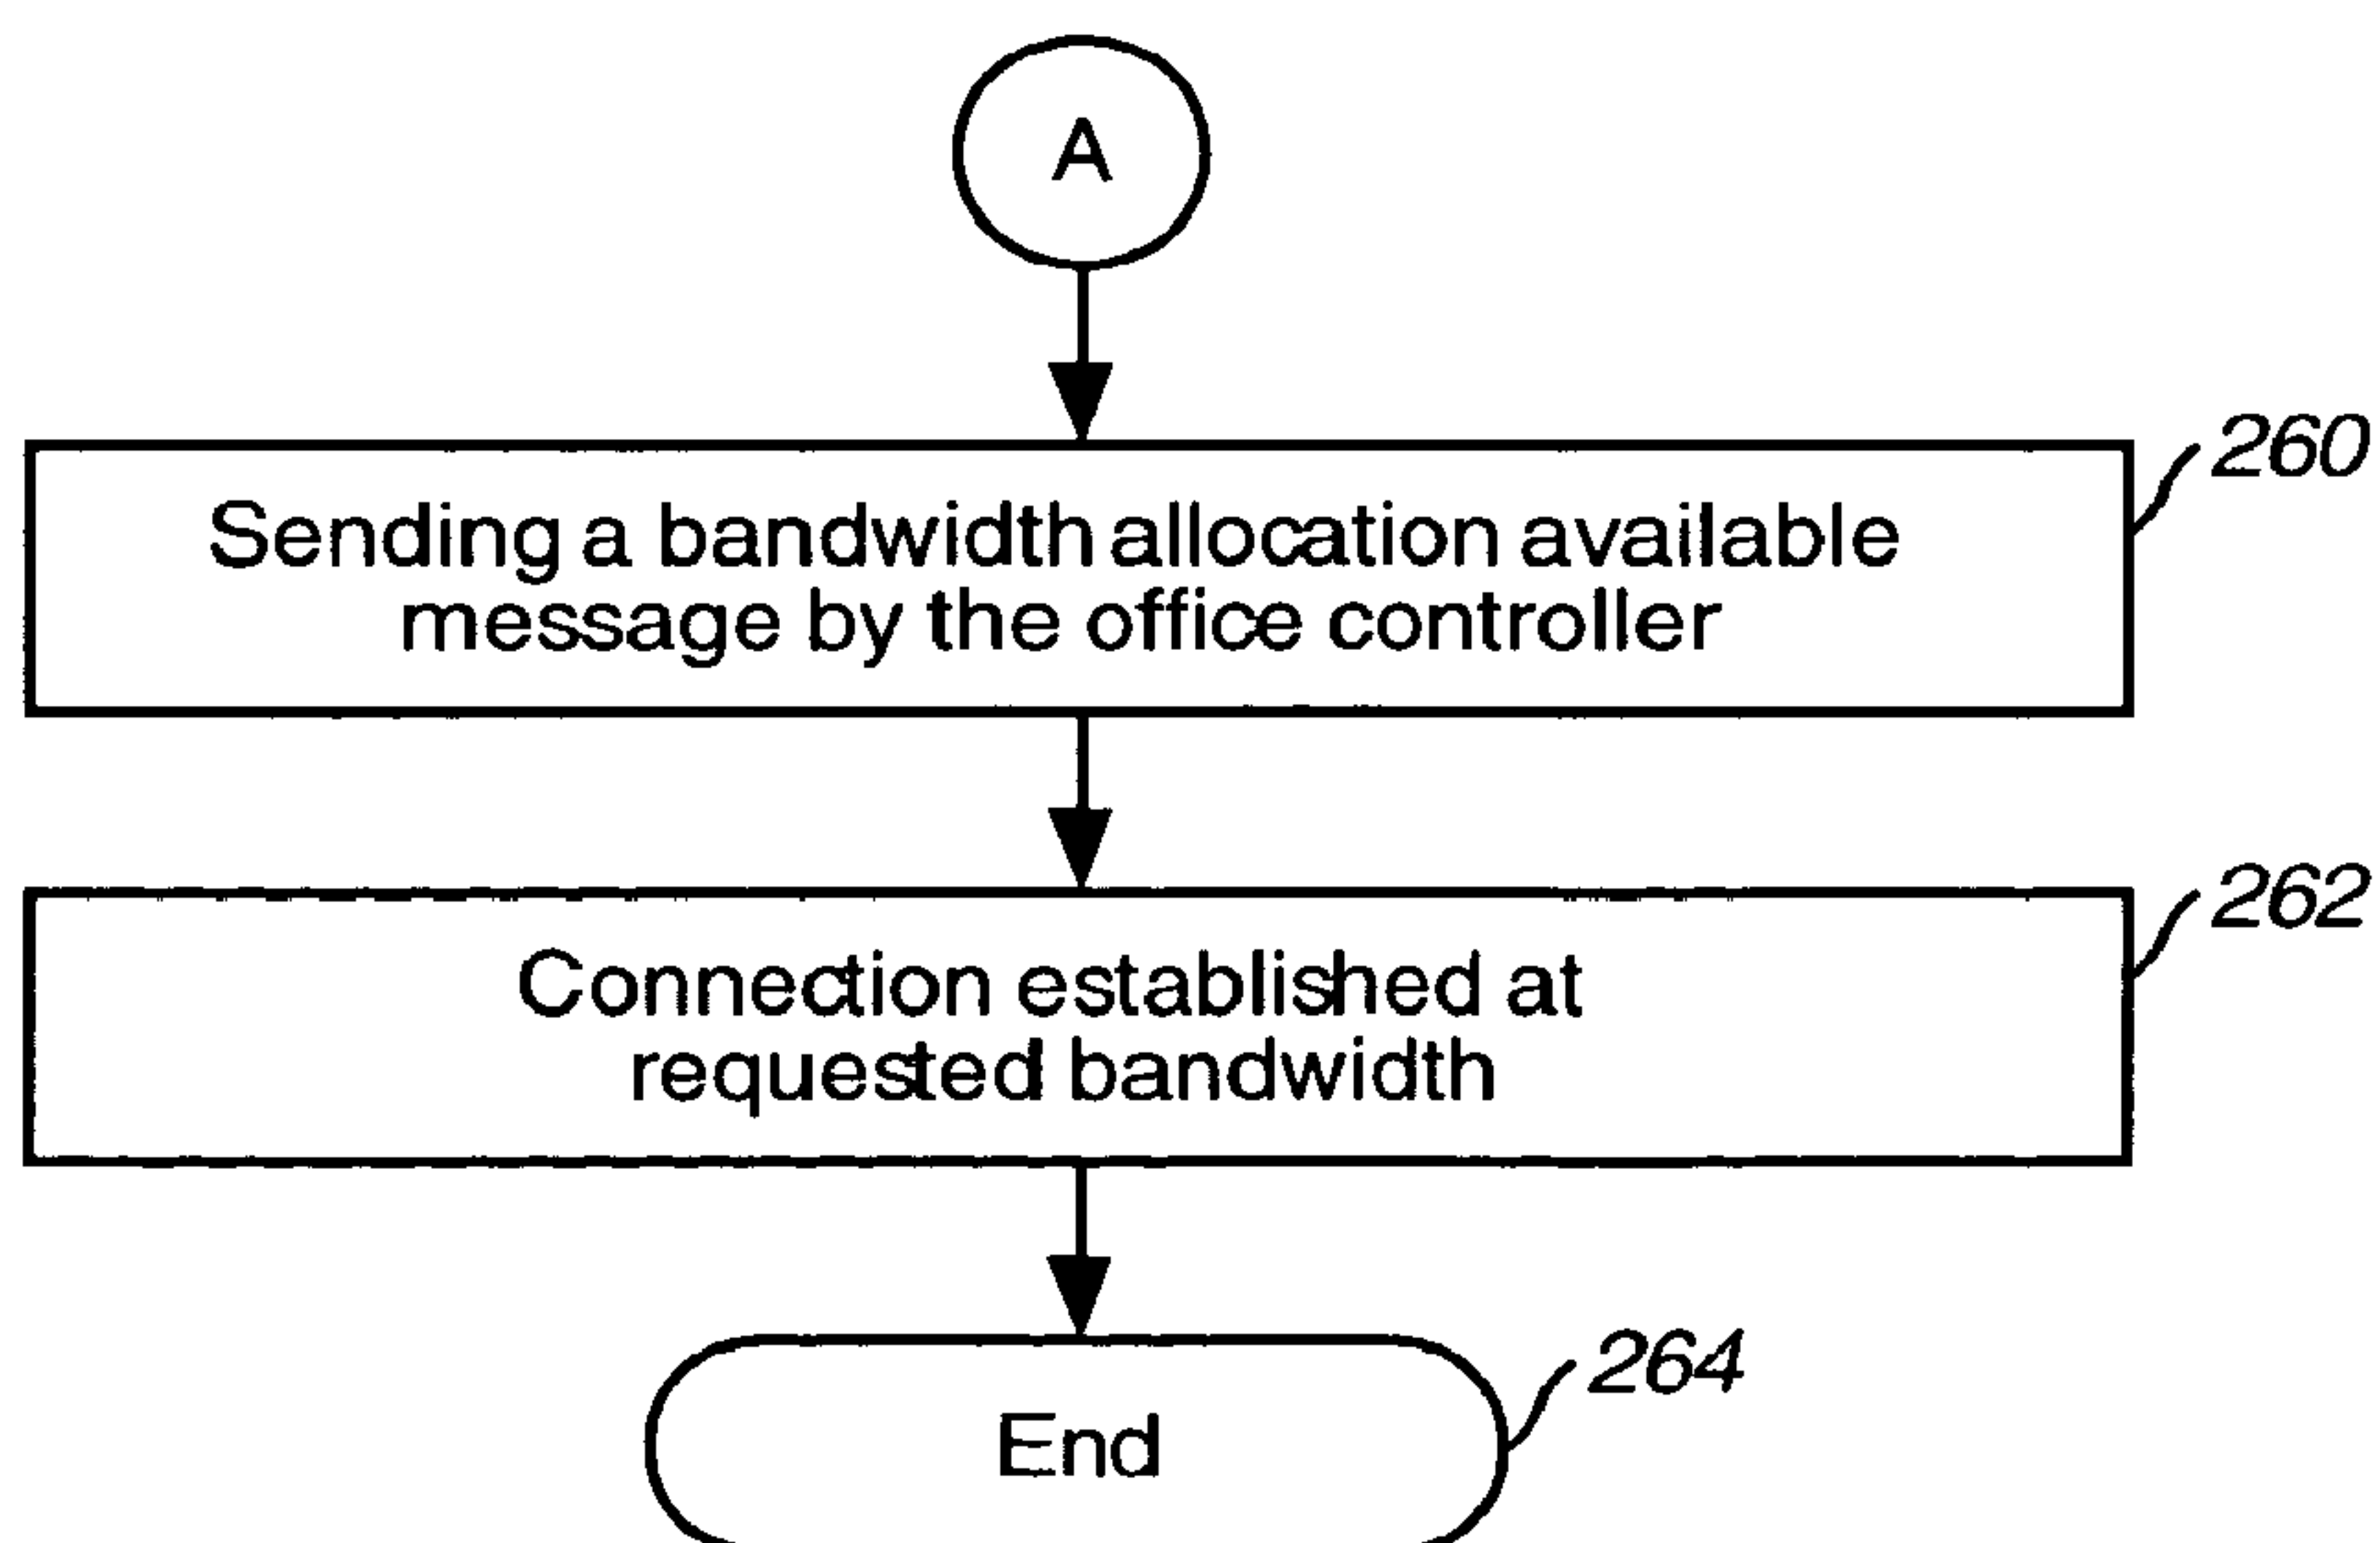 A
260
Sending a bandwidth allocation available
message by the office controller
262
Connection established at
requested bandwidth
264
End